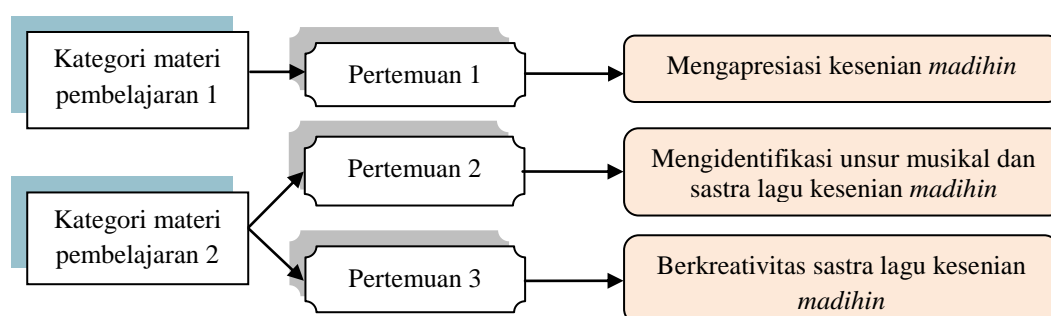 Kategori materi
pembelajaran 1
Pertemuan 1
Mengapresiasi kesenian madihin
Kategori materi
pembelajaran 2
Pertemuan 2
Mengidentifikasi unsur musikal dan
sastra lagu kesenian madihin
Pertemuan 3
Berkreativitas sastra lagu kesenian
madihin